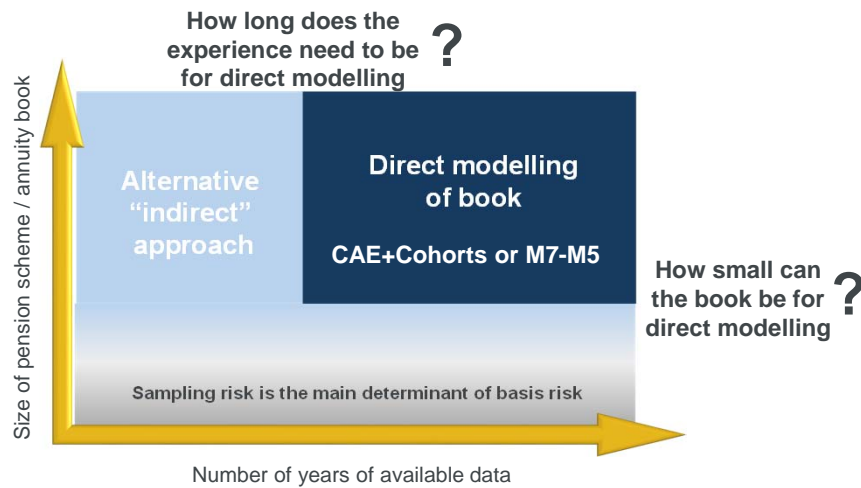 How long does the
experience need to be
for direct modelling
?
Size of pension scheme / annuity book
Alternative
“indirect”
approach
Direct modelling
of book
CAE+Cohorts or M7-M5
How small can
the book be for
direct modelling
?
Sampling risk is the main determinant of basis risk
Number of years of available data